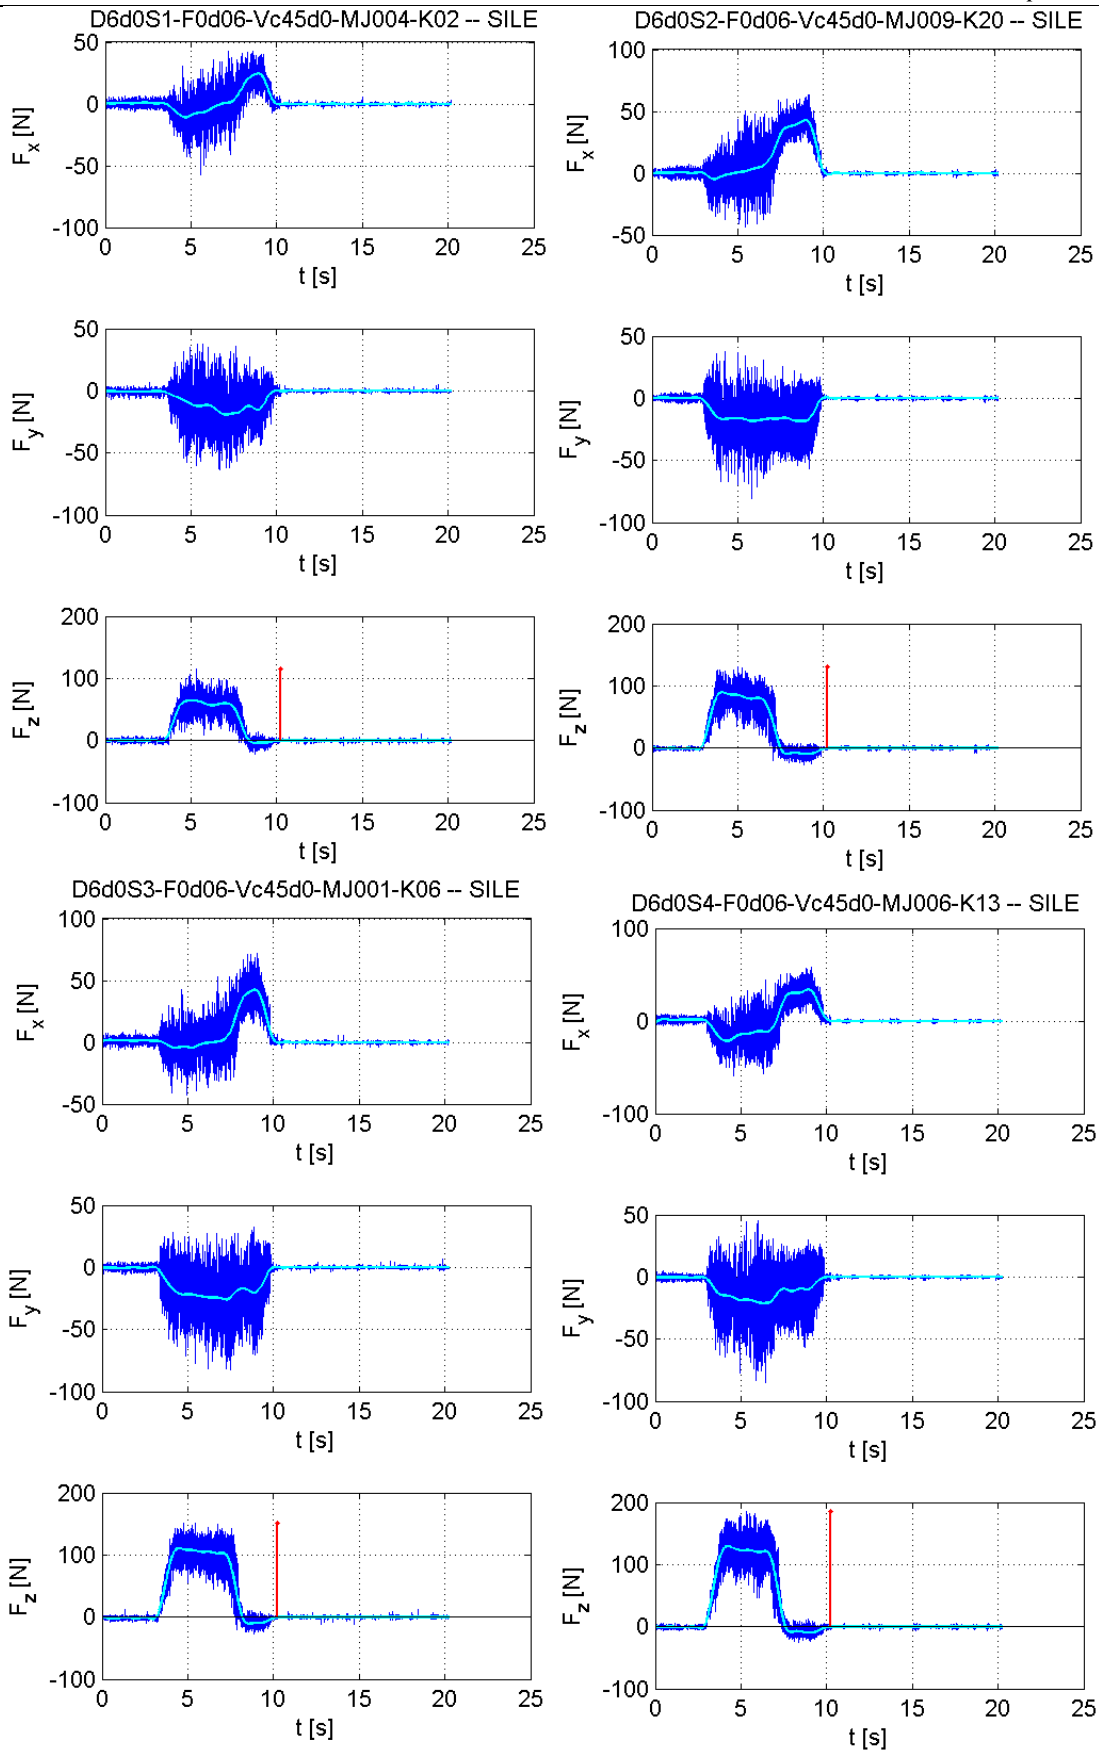 D6d0S1-F0d06-Vc45d0-MJ004-K02 -- SILE
50
0
-50
-100
F_x [N]
0 5 10 15 20 25
t [s]
50
0
-50
-100
F_y [N]
0 5 10 15 20 25
t [s]
200
100
0
-100
F_z [N]
0 5 10 15 20 25
t [s]
D6d0S2-F0d06-Vc45d0-MJ009-K20 -- SILE
100
50
0
-50
F_x [N]
0 5 10 15 20 25
t [s]
50
0
-50
-100
F_y [N]
0 5 10 15 20 25
t [s]
200
100
0
-100
F_z [N]
0 5 10 15 20 25
t [s]
D6d0S3-F0d06-Vc45d0-MJ001-K06 -- SILE
100
50
0
-50
F_x [N]
0 5 10 15 20 25
t [s]
50
0
-50
-100
F_y [N]
0 5 10 15 20 25
t [s]
200
100
0
-100
F_z [N]
0 5 10 15 20 25
t [s]
D6d0S4-F0d06-Vc45d0-MJ006-K13 -- SILE
100
0
-100
F_x [N]
0 5 10 15 20 25
t [s]
50
0
-50
-100
F_y [N]
0 5 10 15 20 25
t [s]
200
100
0
-100
F_z [N]
0 5 10 15 20 25
t [s]